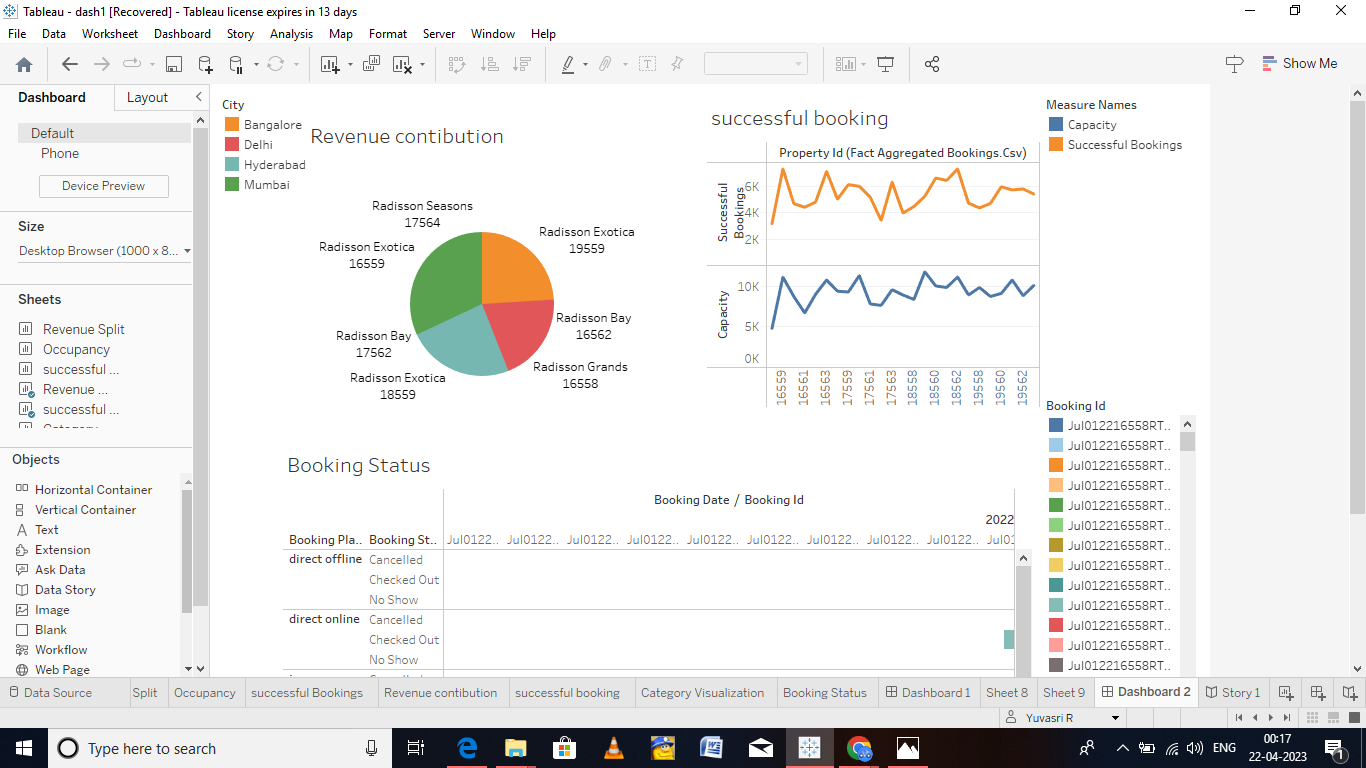 Tableau - dash1 [Recovered] - Tableau license expires in 13 days
File Data Worksheet Dashboard Story Analysis Map Format Server Window Help
Show Me
Dashboard Layout
Default
Phone
Device Preview
Size
Desktop Browser (1000 x 8...
Sheets
Revenue Split
Occupancy
successful ...
Revenue ...
successful ...
Objects
Horizontal Container
Vertical Container
Text
Extension
Ask Data
Data Story
Image
Blank
Workflow
Web Page
City
Bangalore
Delhi
Hyderabad
Mumbai
Revenue contibution
Radisson Seasons
17564
Radisson Exotica
19559
Radisson Exotica
16559
Radisson Bay
16562
Radisson Bay
17562
Radisson Grands
16558
Radisson Exotica
18559
successful booking
Property Id (Fact Aggregated Bookings.Csv)
Successful
Bookings
6K
4K
2K
Capacity
10K
5K
0K
16559 16561 16563 17559 17561 17563 18558 18560 18562 19558 19560 19562
Measure Names
Capacity
Successful Bookings
Booking Id
Jul012216558RT..
Jul012216558RT..
Jul012216558RT..
Jul012216558RT..
Jul012216558RT..
Jul012216558RT..
Jul012216558RT..
Jul012216558RT..
Jul012216558RT..
Jul012216558RT..
Jul012216558RT..
Jul012216558RT..
Jul012216558RT..
Booking Status
Booking Date / Booking Id
2022
Booking Pla.. Booking St.. Jul0122.. Jul0122.. Jul0122.. Jul0122.. Jul0122.. Jul0122.. Jul0122.. Jul0122.. Jul0122.. Jul01
direct offline Cancelled
Checked Out
No Show
direct online Cancelled
Checked Out
No Show
Data Source Split Occupancy successful Bookings Revenue contibution successful booking Category Visualization Booking Status Dashboard 1 Sheet 8 Sheet 9 Dashboard 2 Story 1
Yuvasri R
Type here to search
ENG
00:17
22-04-2023
1